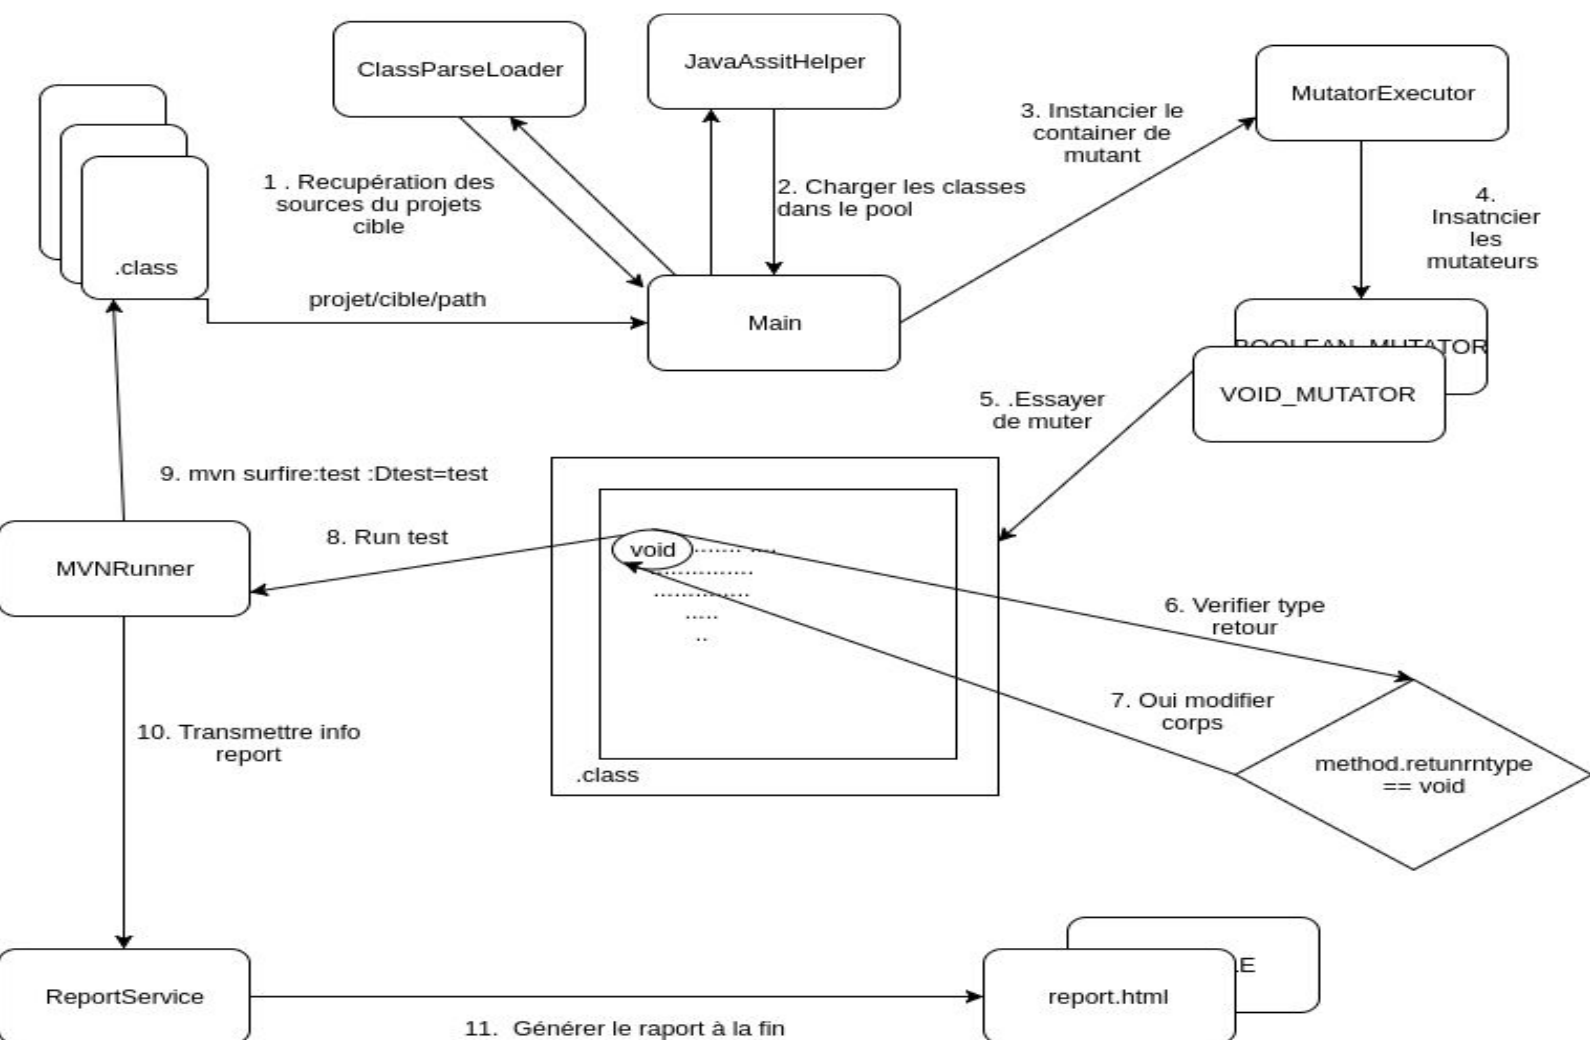 ClassParseLoader
JavaAssitHelper
MutatorExecutor
3. Instancier le
container de
mutant
1 . Recupération des
sources du projets
cible
2. Charger les classes
dans le pool
4.
Insatncier
les
mutateurs
.class
projet/cible/path
Main
BOOLEAN_MUTATOR
VOID_MUTATOR
5. .Essayer
de muter
9. mvn surfire:test :Dtest=test
8. Run test
MVNRunner
void
6. Verifier type
retour
7. Oui modifier
corps
method.retunrntype
== void
10. Transmettre info
report
.class
ReportService
report.html
11. Générer le raport à la fin